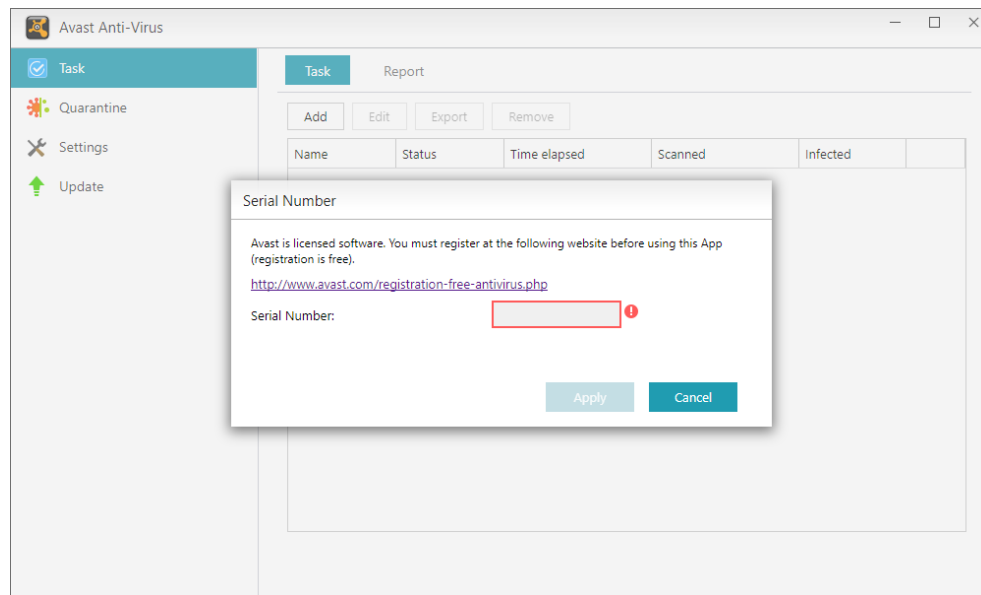 Avast Anti-Virus
Task
Quarantine
Settings
Update
Task Report
Add Edit Export Remove
Name Status Time elapsed Scanned Infected
Serial Number
Avast is licensed software. You must register at the following website before using this App
(registration is free).
http://www.avast.com/registration-free-antivirus.php
Serial Number:
Apply Cancel